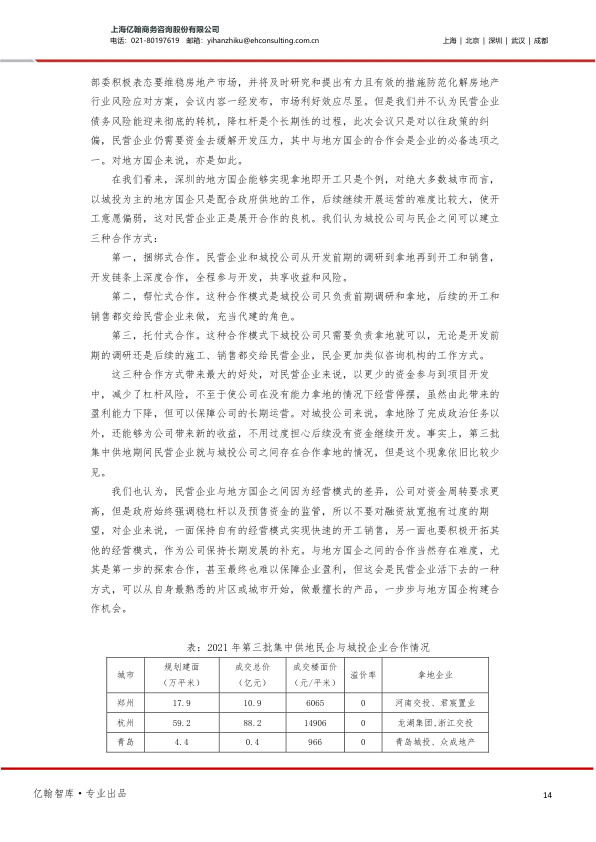 上海亿翰商务咨询股份有限公司
电话：021-80197619 邮箱：yihanzhiku@ehconsulting.com.cn
上海｜北京｜深圳｜武汉｜成都
部委积极表态要维稳房地产市场，并将及时研究和提出有力且有效的措施防范化解房地产
行业风险应对方案，会议内容一经发布，市场利好效应尽显。但是我们并不认为民营企业
债务风险能迎来彻底的转机，降杠杆是个长期性的过程，此次会议只是对以往政策的纠
偏，民营企业仍需要资金去缓解开发压力，其中与地方国企的合作会是企业的必备选项之
一。对地方国企来说，亦是如此。
在我们看来，深圳的地方国企能够实现拿地即开工只是个例，对绝大多数城市而言，
以城投为主的地方国企只是配合政府供地的工作，后续继续开展运营的难度比较大，使开
工意愿偏弱，这对民营企业正是展开合作的良机。我们认为城投公司与民企之间可以建立
三种合作方式：
第一，捆绑式合作。民营企业和城投公司从开发前期的调研到拿地再到开工和销售，
开发链条上深度合作，全程参与开发，共享收益和风险。
第二，帮忙式合作。这种合作模式是城投公司只负责前期调研和拿地，后续的开工和
销售都交给民营企业来做，充当代建的角色。
第三，托付式合作。这种合作模式下城投公司只需要负责拿地就可以，无论是开发前
期的调研还是后续的施工、销售都交给民营企业，民企更加类似咨询机构的工作方式。
这三种合作方式带来最大的好处，对民营企业来说，以更少的资金参与到项目开发
中，减少了杠杆风险，不至于使公司在没有能力拿地的情况下经营停摆，虽然由此带来的
盈利能力下降，但可以保障公司的长期运营。对城投公司来说，拿地除了完成政治任务以
外，还能够为公司带来新的收益，不用过度担心后续没有资金继续开发。事实上，第三批
集中供地期间民营企业就与城投公司之间存在合作拿地的情况，但是这个现象依旧比较少
见。
我们也认为，民营企业与地方国企之间因为经营模式的差异，公司对资金周转要求更
高，但是政府始终强调稳杠杆以及预售资金的监管，所以不要对融资放宽抱有过度的期
望，对企业来说，一面保持自有的经营模式实现快速的开工销售，另一面也要积极开拓其
他的经营模式，作为公司保持长期发展的补充。与地方国企之间的合作当然存在难度，尤
其是第一步的探索合作，甚至最终也难以保障企业盈利，但这会是民营企业活下去的一种
方式，可以从自身最熟悉的片区或城市开始，做最擅长的产品，一步步与地方国企构建合
作机会。
表：2021 年第三批集中供地民企与城投企业合作情况
城市 规划建面（万平米） 成交总价（亿元） 成交楼面价（元/平米） 溢价率 拿地企业
郑州 17.9 10.9 6065 0 河南交投、君宸置业
杭州 59.2 88.2 14906 0 龙湖集团,浙江交投
青岛 4.4 0.4 966 0 青岛城投、众成地产
亿翰智库•专业出品
14